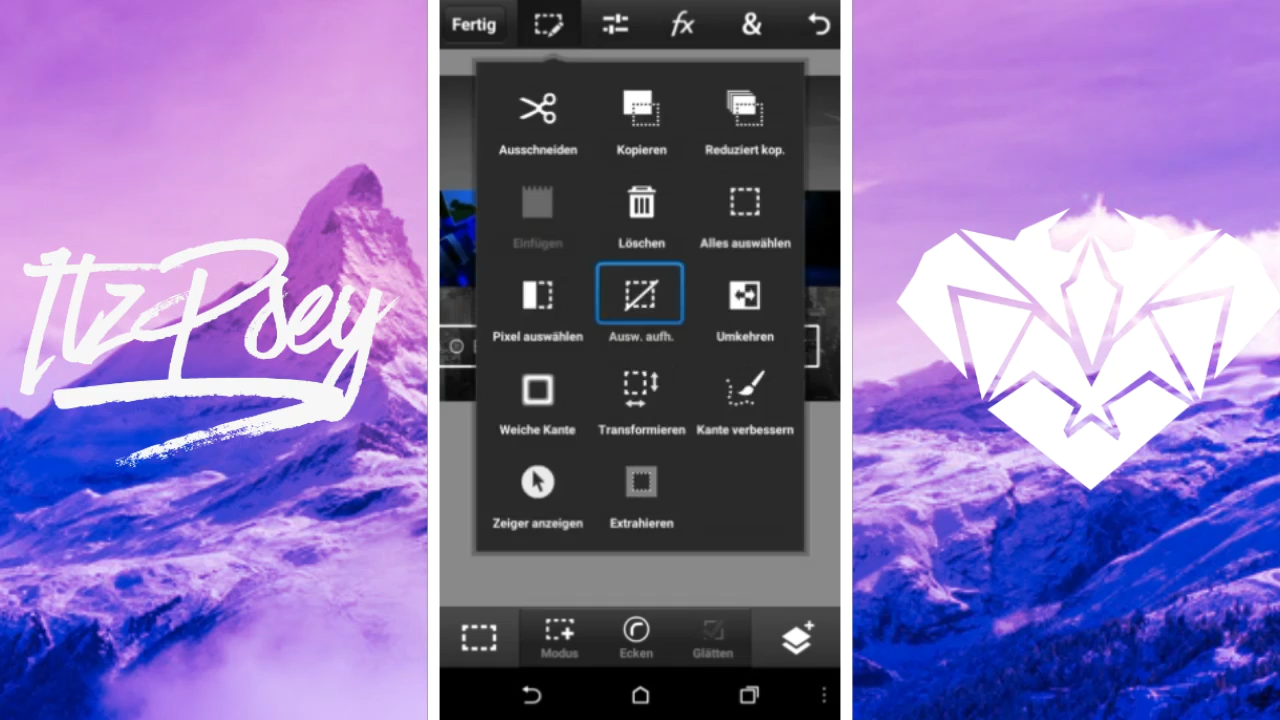 ItzPsey
Fertig
fx
&
Ausschneiden
Kopieren
Reduziert kop.
Einfügen
Löschen
Alles auswählen
Pixel auswählen
Ausw. aufh.
Umkehren
Weiche Kante
Transformieren
Kante verbessern
Zeiger anzeigen
Extrahieren
Modus
Ecken
Glätten